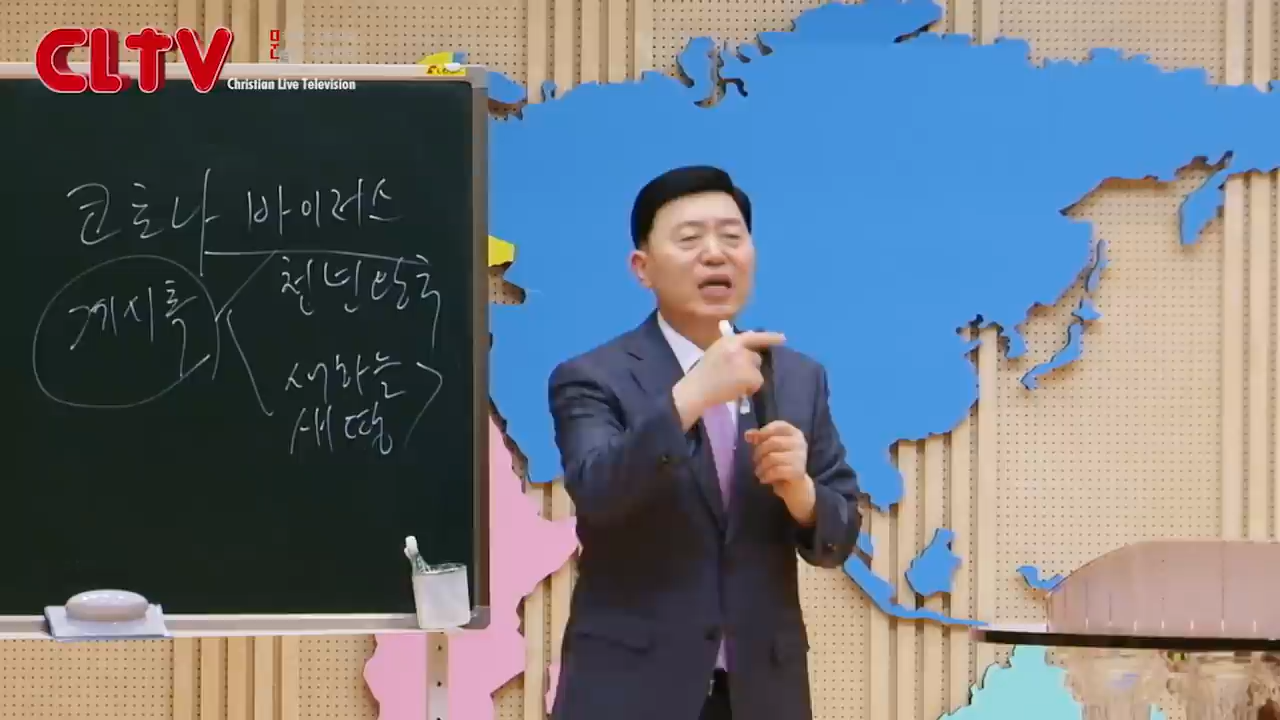 CLTV
Christian Live Television
코로나 바이러스
계시록
천년왕국
새하늘
새땅